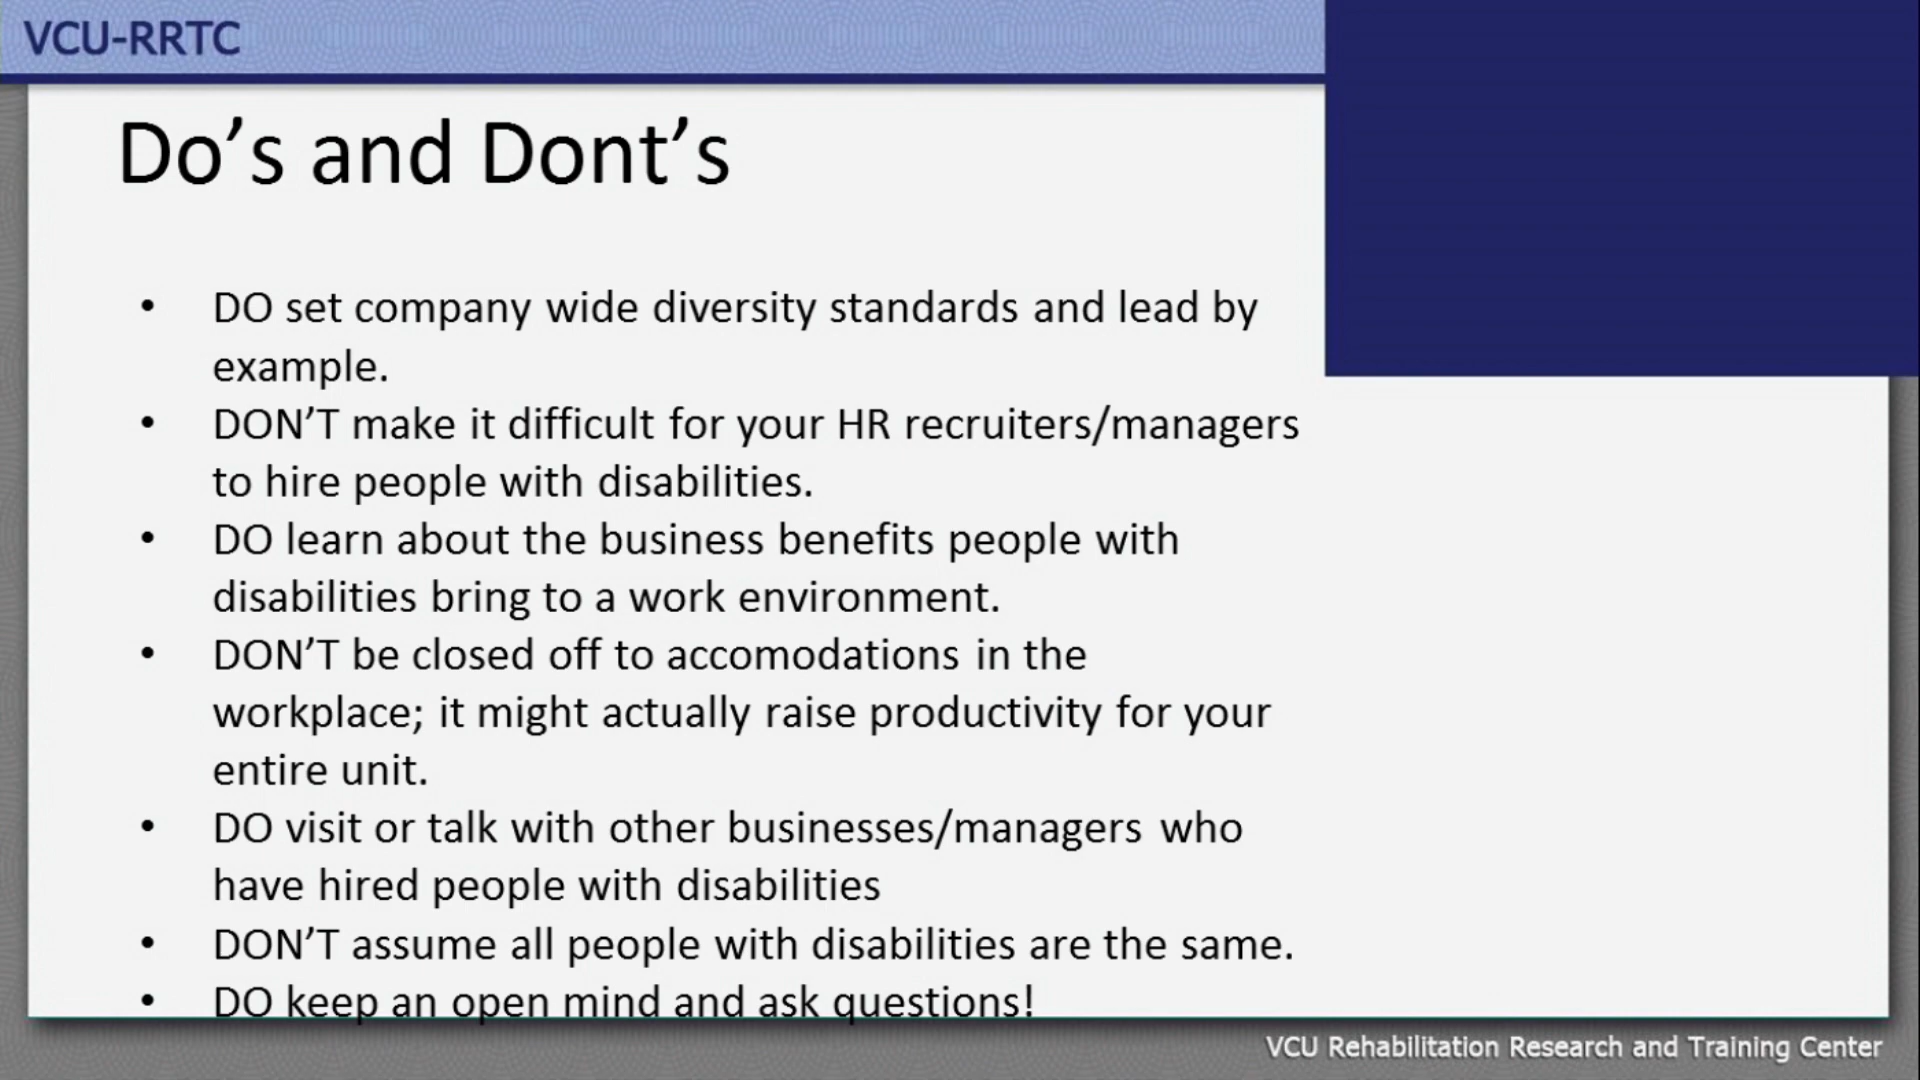 VCU-RRTC
Do’s and Dont’s
• DO set company wide diversity standards and lead by
example.
• DON’T make it difficult for your HR recruiters/managers
to hire people with disabilities.
• DO learn about the business benefits people with
disabilities bring to a work environment.
• DON’T be closed off to accomodations in the
workplace; it might actually raise productivity for your
entire unit.
• DO visit or talk with other businesses/managers who
have hired people with disabilities
• DON’T assume all people with disabilities are the same.
• DO keep an open mind and ask questions!
VCU Rehabilitation Research and Training Center